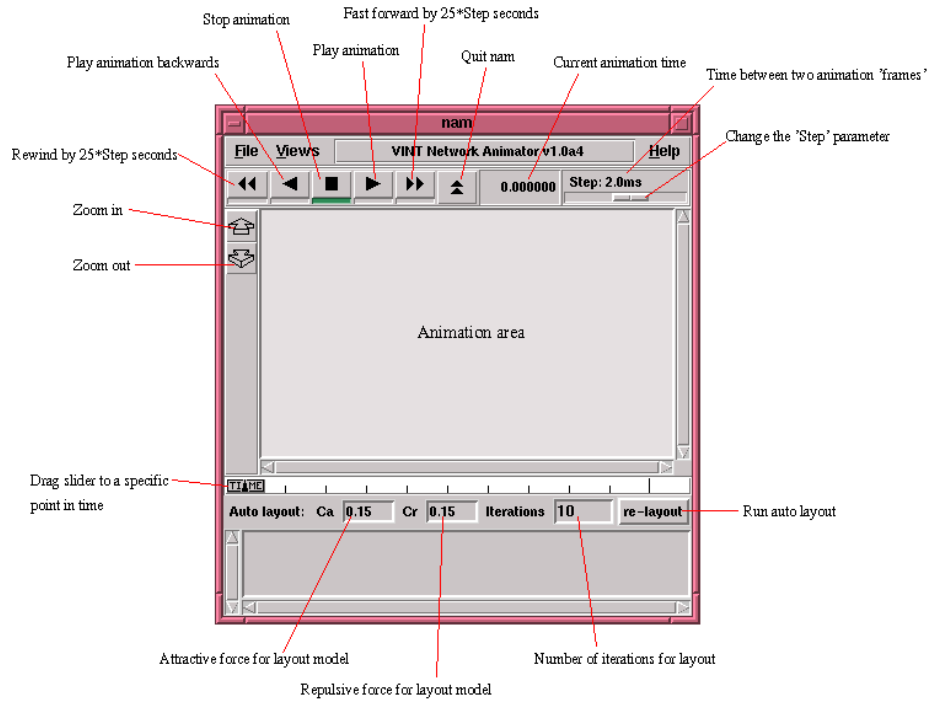 Fast forward by 25*Step seconds
Stop animation
Play animation
Quit nam
Play animation backwards
Current animation time
Time between two animation 'frames'
nam
Change the 'Step' parameter
File Views VINT Network Animator v1.0a4 Help
Rewind by 25*Step seconds
0.000000 Step: 2.0ms
Zoom in
Zoom out
Animation area
Drag slider to a specific
point in time
TIME
Auto layout: Ca 0.15 Cr 0.15 Iterations 10 re-layout
Run auto layout
Attractive force for layout model
Number of iterations for layout
Repulsive force for layout model